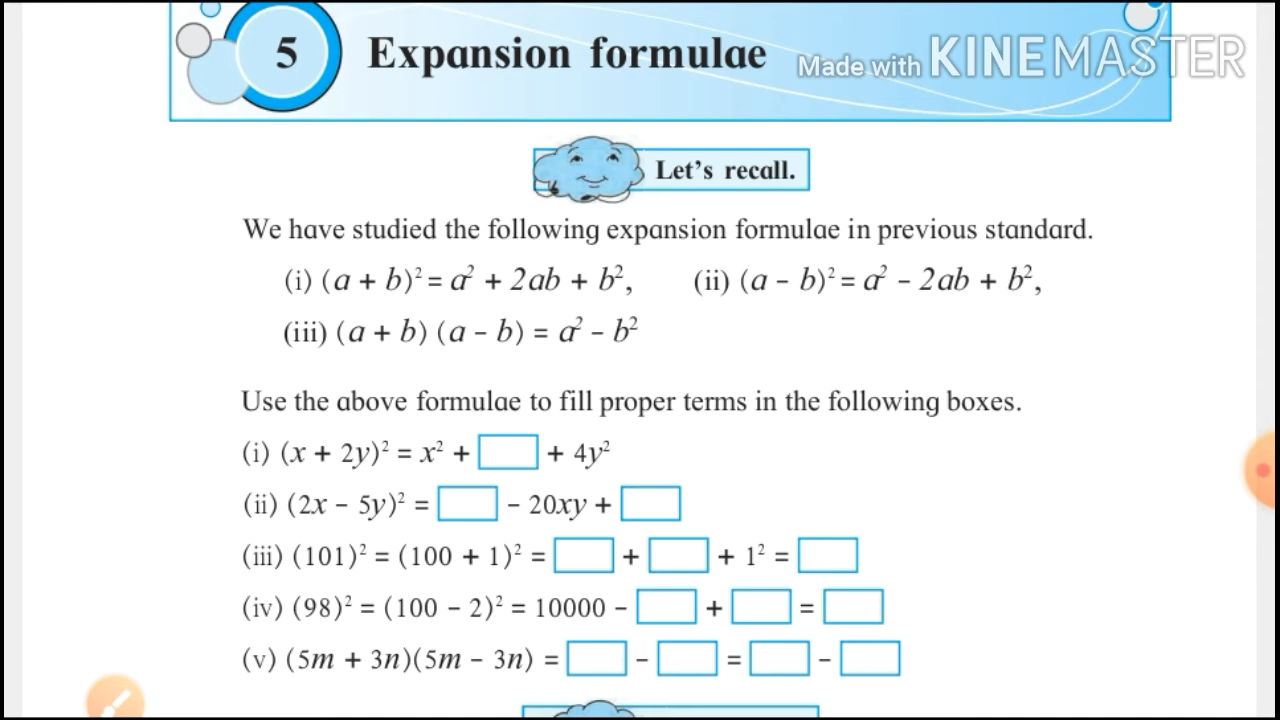 5 Expansion formulae
Made with KINEMASTER
Let's recall.
We have studied the following expansion formulae in previous standard.
(i) (a + b)² = a² + 2ab + b², (ii) (a − b)² = a² − 2ab + b²,
(iii) (a + b) (a − b) = a² − b²
Use the above formulae to fill proper terms in the following boxes.
(i) (x + 2y)² = x² + □ + 4y²
(ii) (2x − 5y)² = □ − 20xy + □
(iii) (101)² = (100 + 1)² = □ + □ + 1² = □
(iv) (98)² = (100 − 2)² = 10000 − □ + □ = □
(v) (5m + 3n)(5m − 3n) = □ − □ = □ − □